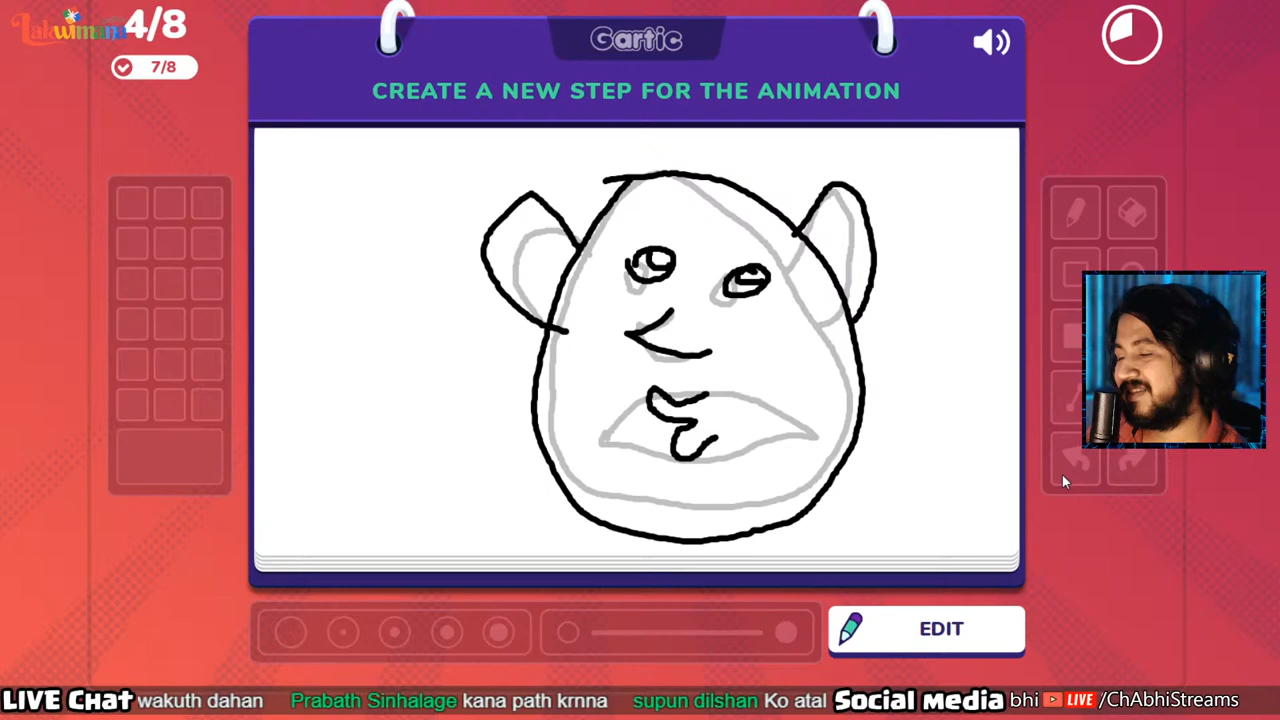 Lakwimana
4/8
7/8
Gartic
CREATE A NEW STEP FOR THE ANIMATION
EDIT
LIVE CHAT wakuth dahan Prabath Sinhalage kana path krnna supun dilshan Ko atal SOCIAL MEDIA bhi LIVE /ChAbhiStreams